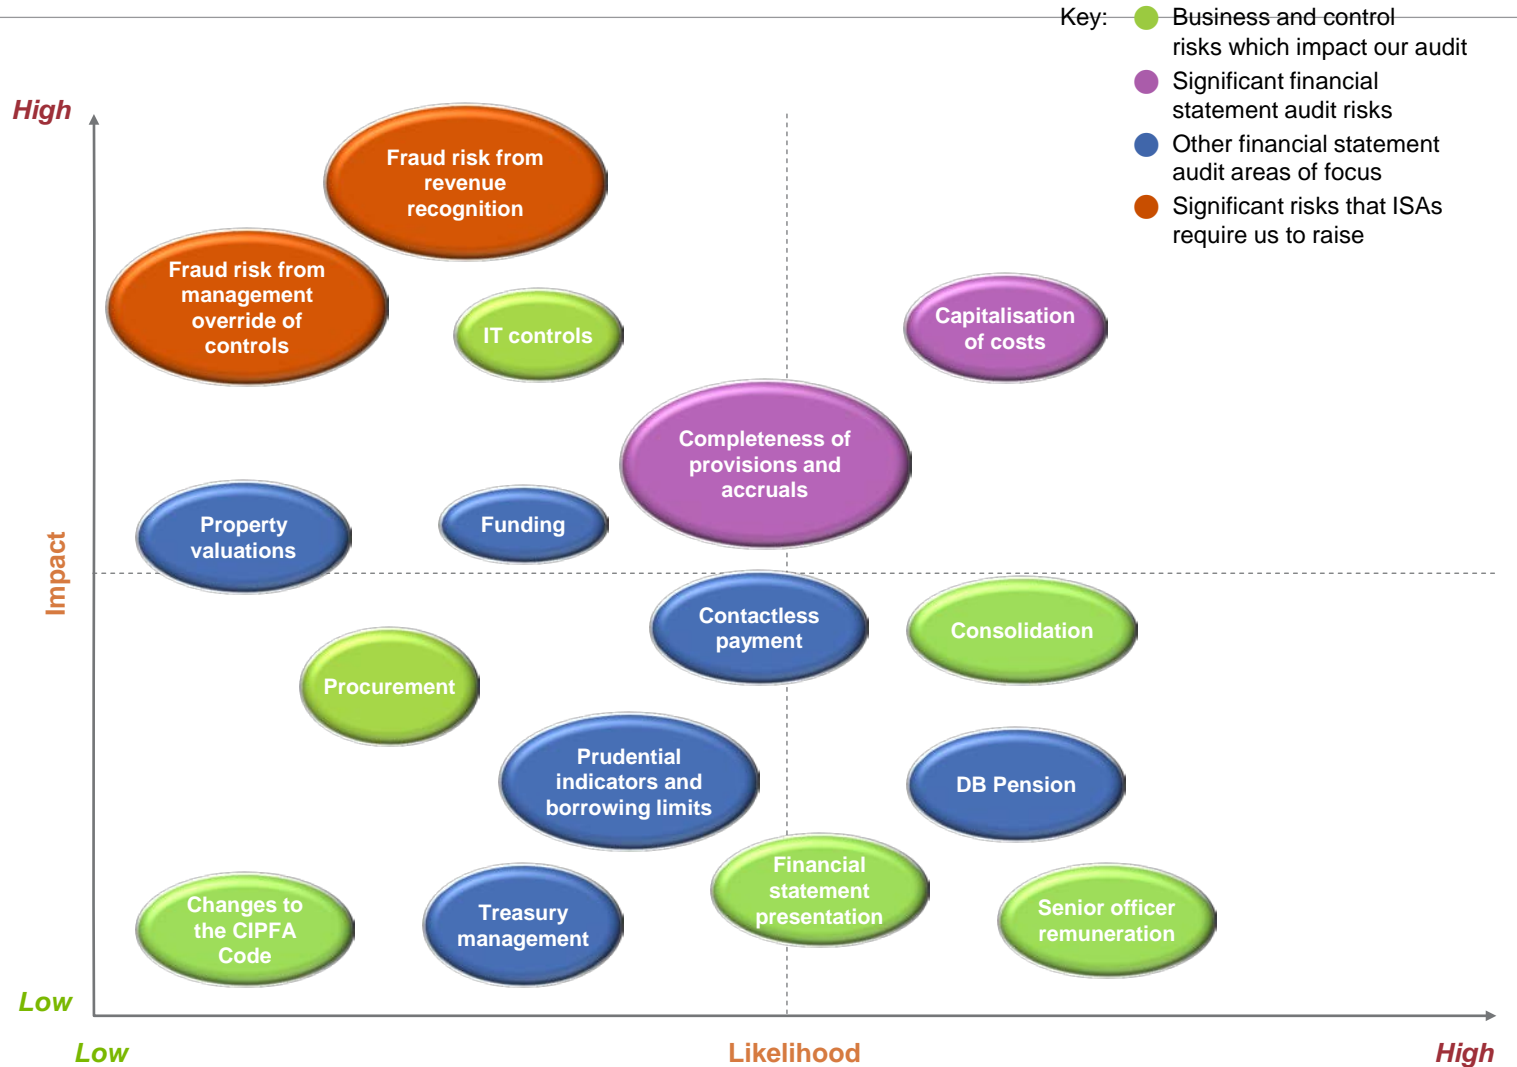 Key:
Business and control
risks which impact our audit
Significant financial
statement audit risks
Other financial statement
audit areas of focus
Significant risks that ISAs
require us to raise
High
Fraud risk from
revenue
recognition
Fraud risk from
management
override of
controls
IT controls
Capitalisation
of costs
Completeness of
provisions and
accruals
Property
valuations
Funding
Impact
Contactless
payment
Consolidation
Procurement
Prudential
indicators and
borrowing limits
DB Pension
Financial
statement
presentation
Changes to
the CIPFA
Code
Treasury
management
Senior officer
remuneration
Low
Low
Likelihood
High